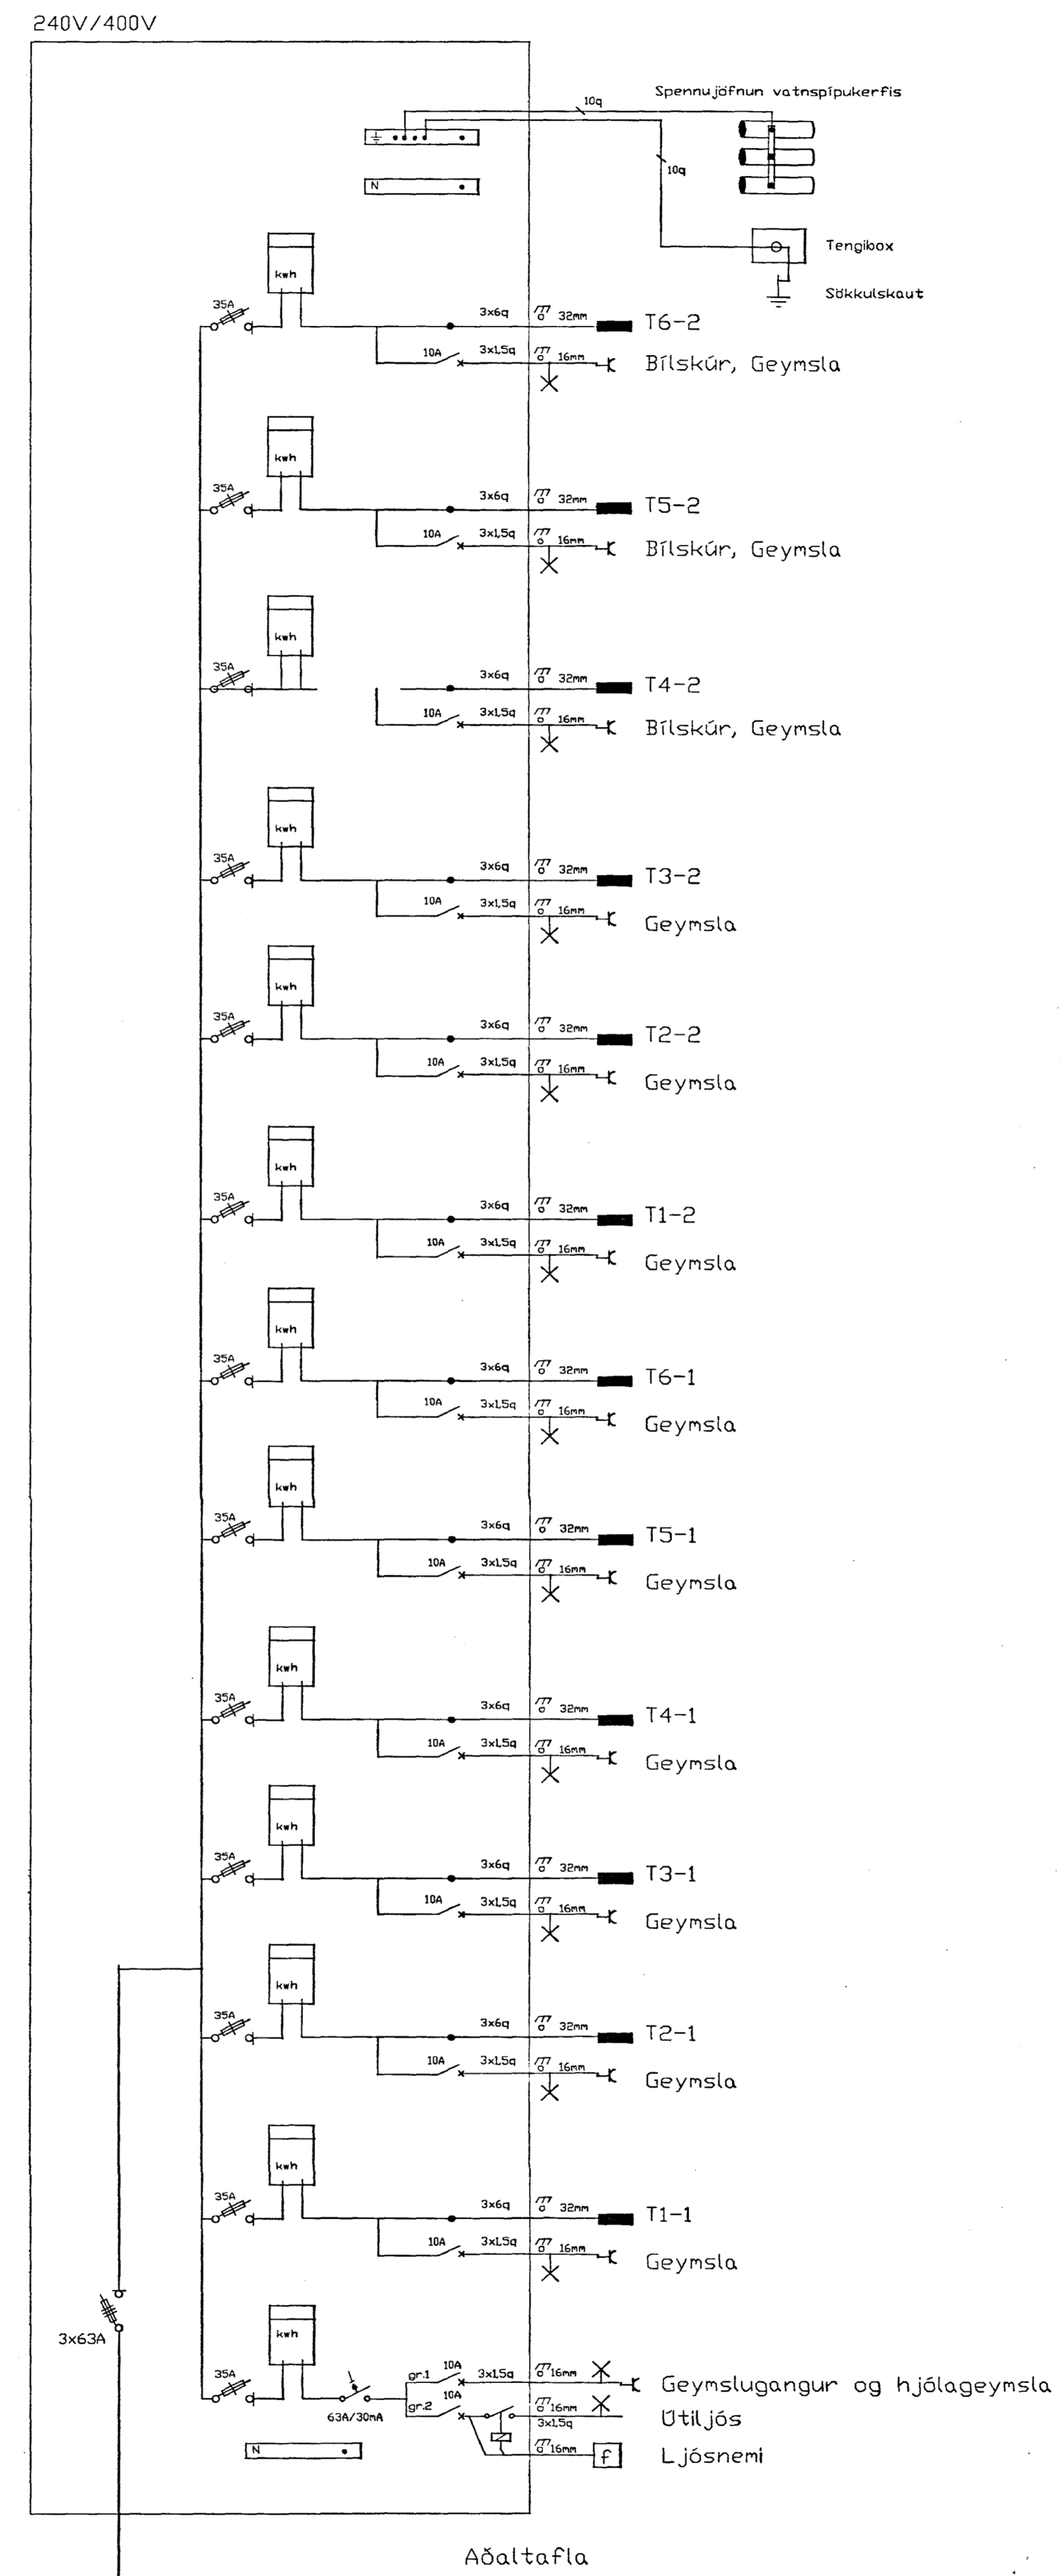 240V/400V
Spennujöfnun vatnspípukerfis
10q
10q
N
Tengibox
Sökkulskaut
kwh
35A 3x6q 32mm T6-2
10A 3x1,5q 16mm Bílskúr, Geymsla
kwh
35A 3x6q 32mm T5-2
10A 3x1,5q 16mm Bílskúr, Geymsla
kwh
35A 3x6q 32mm T4-2
10A 3x1,5q 16mm Bílskúr, Geymsla
kwh
35A 3x6q 32mm T3-2
10A 3x1,5q 16mm Geymsla
kwh
35A 3x6q 32mm T2-2
10A 3x1,5q 16mm Geymsla
kwh
35A 3x6q 32mm T1-2
10A 3x1,5q 16mm Geymsla
kwh
35A 3x6q 32mm T6-1
10A 3x1,5q 16mm Geymsla
kwh
35A 3x6q 32mm T5-1
10A 3x1,5q 16mm Geymsla
kwh
35A 3x6q 32mm T4-1
10A 3x1,5q 16mm Geymsla
kwh
35A 3x6q 32mm T3-1
10A 3x1,5q 16mm Geymsla
kwh
35A 3x6q 32mm T2-1
10A 3x1,5q 16mm Geymsla
kwh
35A 3x6q 32mm T1-1
10A 3x1,5q 16mm Geymsla
3x63A
kwh
35A gr.1 10A 3x1,5q 16mm Geymslugangur og hjólageymsla
63A/30mA gr.2 10A 16mm 3x1,5q Útiljós
N 16mm f Ljósnemi
Aðaltafla